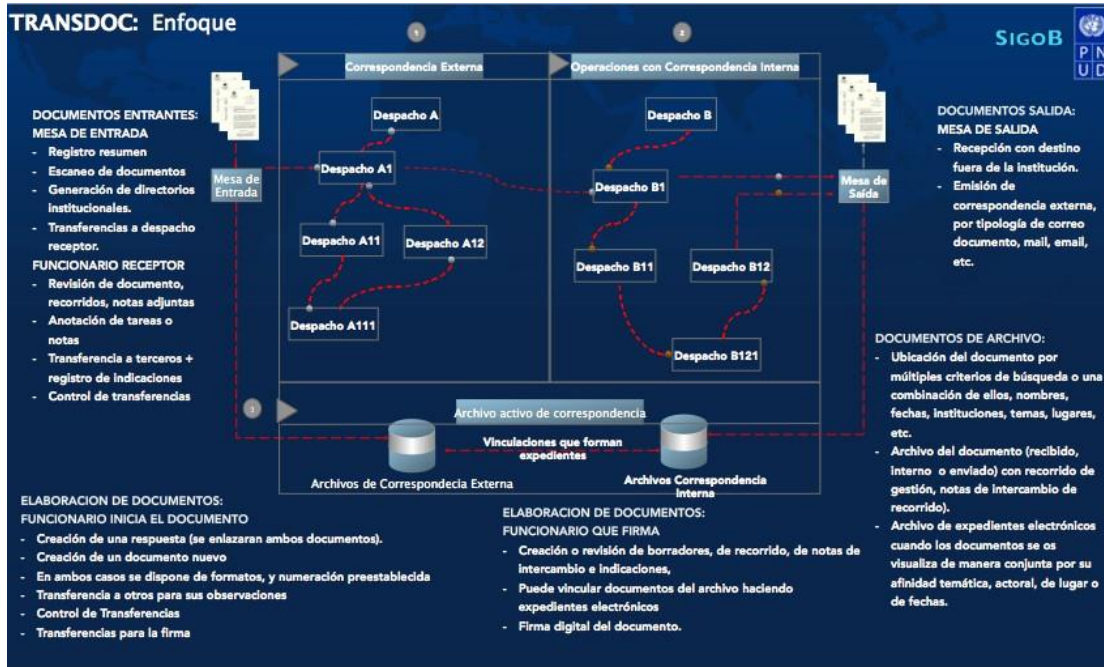 TRANSDOC: Enfoque
SIGOB
P N
U D
1
2
Correspondencia Externa
Operaciones con Correspondencia Interna
DOCUMENTOS ENTRANTES:
MESA DE ENTRADA
- Registro resumen
- Escaneo de documentos
- Generación de directorios
institucionales.
- Transferencias a despacho
receptor.
FUNCIONARIO RECEPTOR
- Revisión de documento,
recorridos, notas adjuntas
- Anotación de tareas o
notas
- Transferencia a terceros +
registro de indicaciones
- Control de transferencias
Mesa de
Entrada
Despacho A
Despacho A1
Despacho A11
Despacho A12
Despacho A111
Despacho B
Despacho B1
Despacho B11
Despacho B12
Despacho B121
Mesa de
Saída
DOCUMENTOS SALIDA:
MESA DE SALIDA
- Recepción con destino
fuera de la institución.
- Emisión de
correspondencia externa,
por tipología de correo
documento, mail, email,
etc.
3
Archivo activo de correspondencia
Vinculaciones que forman
expedientes
Archivos de Correspondecia Externa
Archivos Correspondencia
Interna
DOCUMENTOS DE ARCHIVO:
- Ubicación del documento por
múltiples criterios de búsqueda o una
combinación de ellos, nombres,
fechas, instituciones, temas, lugares,
etc.
- Archivo del documento (recibido,
interno o enviado) con recorrido de
gestión, notas de intercambio de
recorrido).
- Archivo de expedientes electrónicos
cuando los documentos se os
visualiza de manera conjunta por su
afinidad temática, actoral, de lugar o
de fechas.
ELABORACION DE DOCUMENTOS:
FUNCIONARIO INICIA EL DOCUMENTO
- Creación de una respuesta (se enlazaran ambos documentos).
- Creación de un documento nuevo
- En ambos casos se dispone de formatos, y numeración preestablecida
- Transferencia a otros para sus observaciones
- Control de Transferencias
- Transferencias para la firma
ELABORACION DE DOCUMENTOS:
FUNCIONARIO QUE FIRMA
- Creación o revisión de borradores, de recorrido, de notas de
intercambio e indicaciones,
- Puede vincular documentos del archivo haciendo
expedientes electrónicos
- Firma digital del documento.